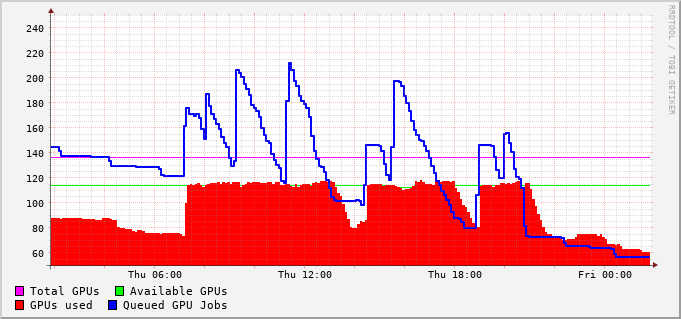 RRDTOOL / TOBI OETIKER
240
220
200
180
160
140
120
100
80
60
Thu 06:00 Thu 12:00 Thu 18:00 Fri 00:00
Total GPUs Available GPUs
GPUs used Queued GPU Jobs